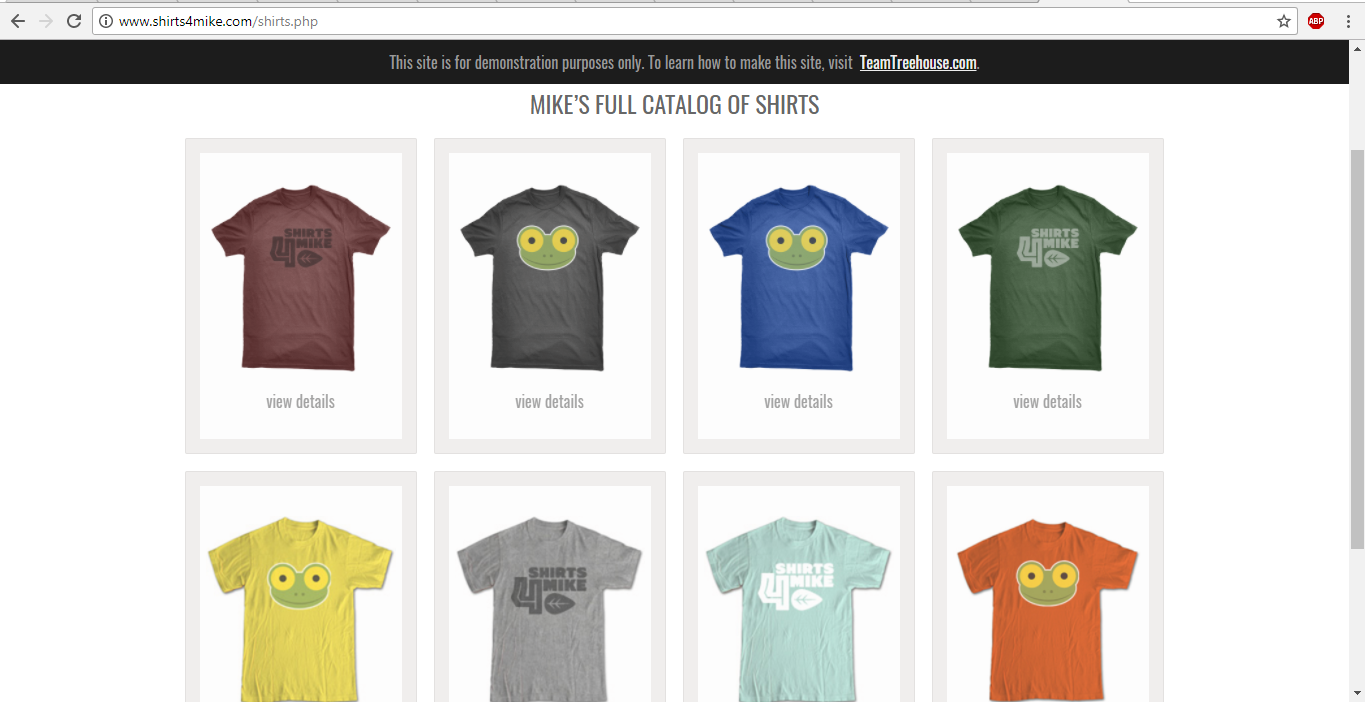 www.shirts4mike.com/shirts.php
ABP
This site is for demonstration purposes only. To learn how to make this site, visit TeamTreehouse.com.
MIKE’S FULL CATALOG OF SHIRTS
SHIRTS
4 MIKE
SHIRTS
4 MIKE
view details
view details
view details
view details
SHIRTS
4 MIKE
SHIRTS
4 MIKE